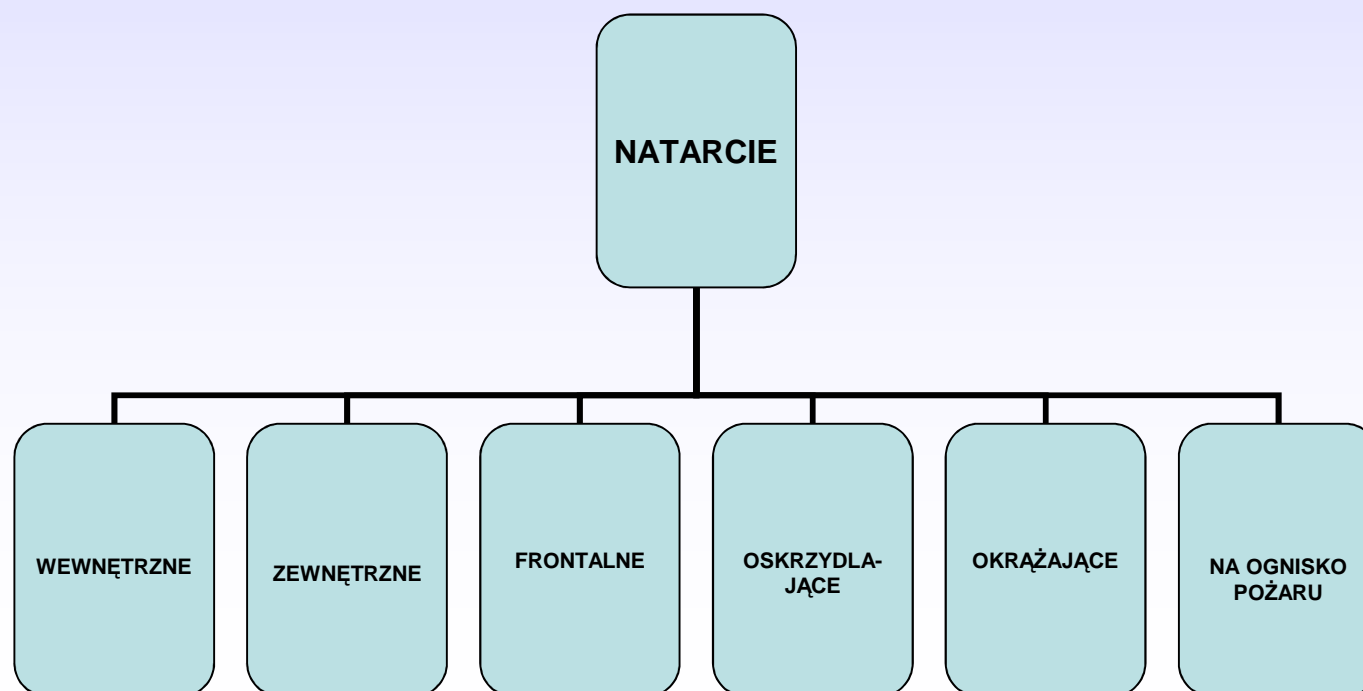 NATARCIE
WEWNĘTRZNE
ZEWNĘTRZNE
FRONTALNE
OSKRZYDLA-
JĄCE
OKRĄŻAJĄCE
NA OGNISKO
POŻARU